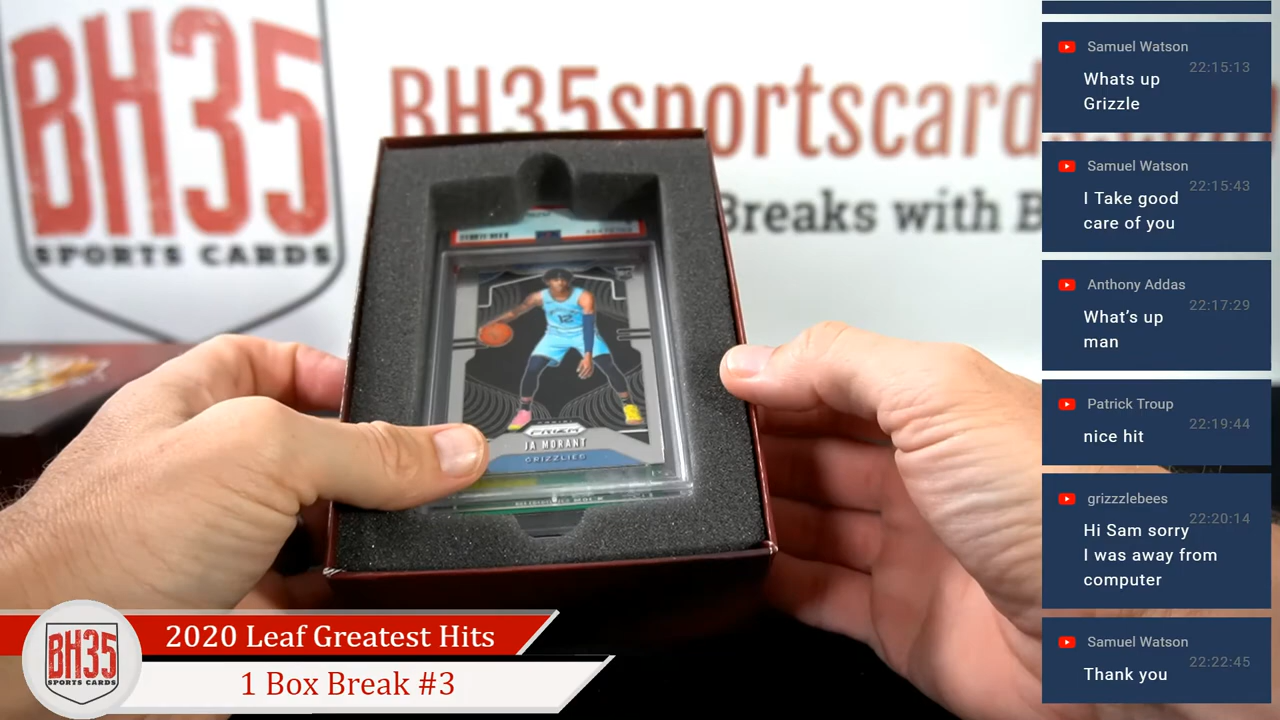 BH35
SPORTS CARDS
BH35sportscard
Breaks with B
12
PRIZM
JA MORANT
GRIZZLIES
Samuel Watson
22:15:13
Whats up
Grizzle
Samuel Watson
22:15:43
I Take good
care of you
Anthony Addas
22:17:29
What’s up
man
Patrick Troup
22:19:44
nice hit
grizzzlebees
22:20:14
Hi Sam sorry
I was away from
computer
Samuel Watson
22:22:45
Thank you
BH35
SPORTS CARDS
2020 Leaf Greatest Hits
1 Box Break #3